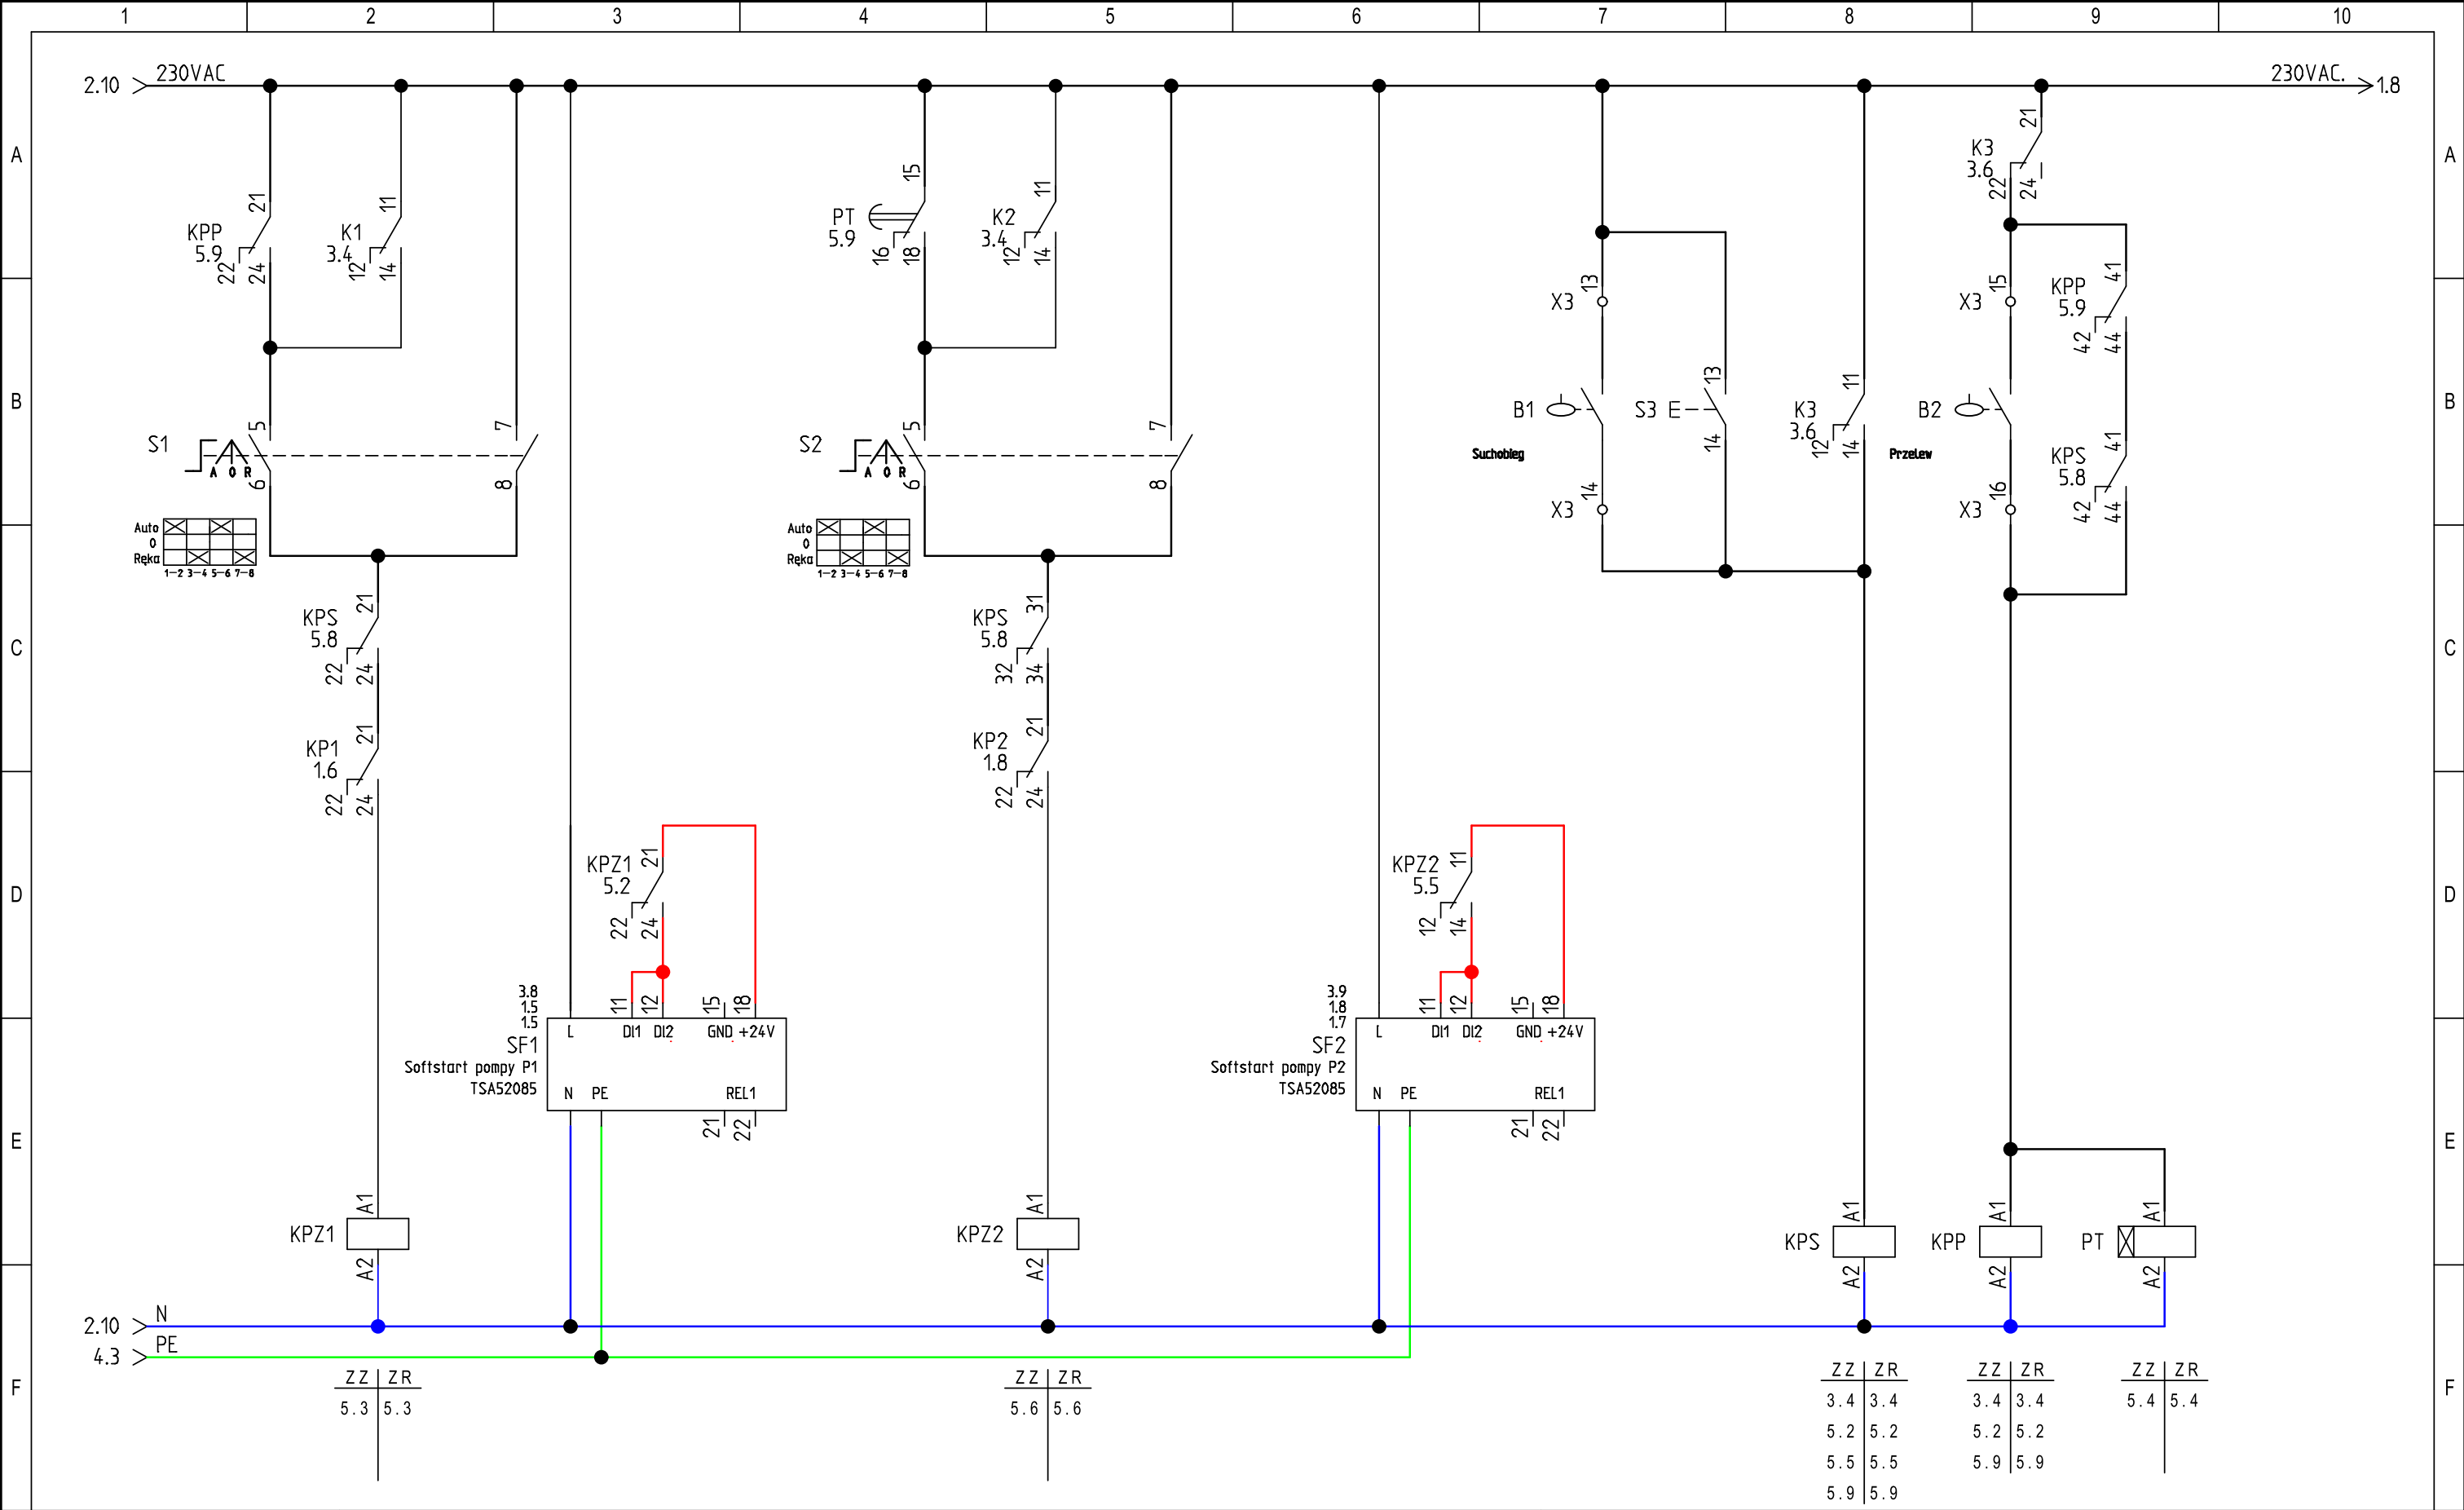 1 2 3 4 5 6 7 8 9 10
2.10 230VAC 230VAC. 1.8
A A
21 KPP 5.9 22 24
11 K1 3.4 12 14
15 PT 5.9 16 18
11 K2 3.4 12 14
21 K3 3.6 22 24
B B
S1 5 6 7 8
A O R
Auto
0
Ręka
1-2 3-4 5-6 7-8
S2 5 6 7 8
A O R
Auto
0
Ręka
1-2 3-4 5-6 7-8
X3 13
B1
Suchobieg
X3 14
S3 13 14
K3 3.6 11 12 14
X3 15
B2
Przelew
X3 16
KPP 5.9 41 42 44
KPS 5.8 41 42 44
C C
KPS 5.8 21 22 24
KP1 1.6 21 22 24
KPS 5.8 31 32 34
KP2 1.8 21 22 24
D D
KPZ1 5.2 21 22 24
KPZ2 5.5 11 12 14
3.8
1.5
1.5
11 12 15 18
L DI1 DI2 GND +24V
SF1
Softstart pompy P1
TSA52085
N PE REL1
21 22
3.9
1.8
1.7
11 12 15 18
L DI1 DI2 GND +24V
SF2
Softstart pompy P2
TSA52085
N PE REL1
21 22
E E
KPZ1 A1 A2
KPZ2 A1 A2
KPS A1 A2
KPP A1 A2
PT A1 A2
2.10 N
4.3 PE
F F
ZZ ZR
5.3 5.3
ZZ ZR
5.6 5.6
ZZ ZR
3.4 3.4
5.2 5.2
5.5 5.5
5.9 5.9
ZZ ZR
3.4 3.4
5.2 5.2
5.9 5.9
ZZ ZR
5.4 5.4